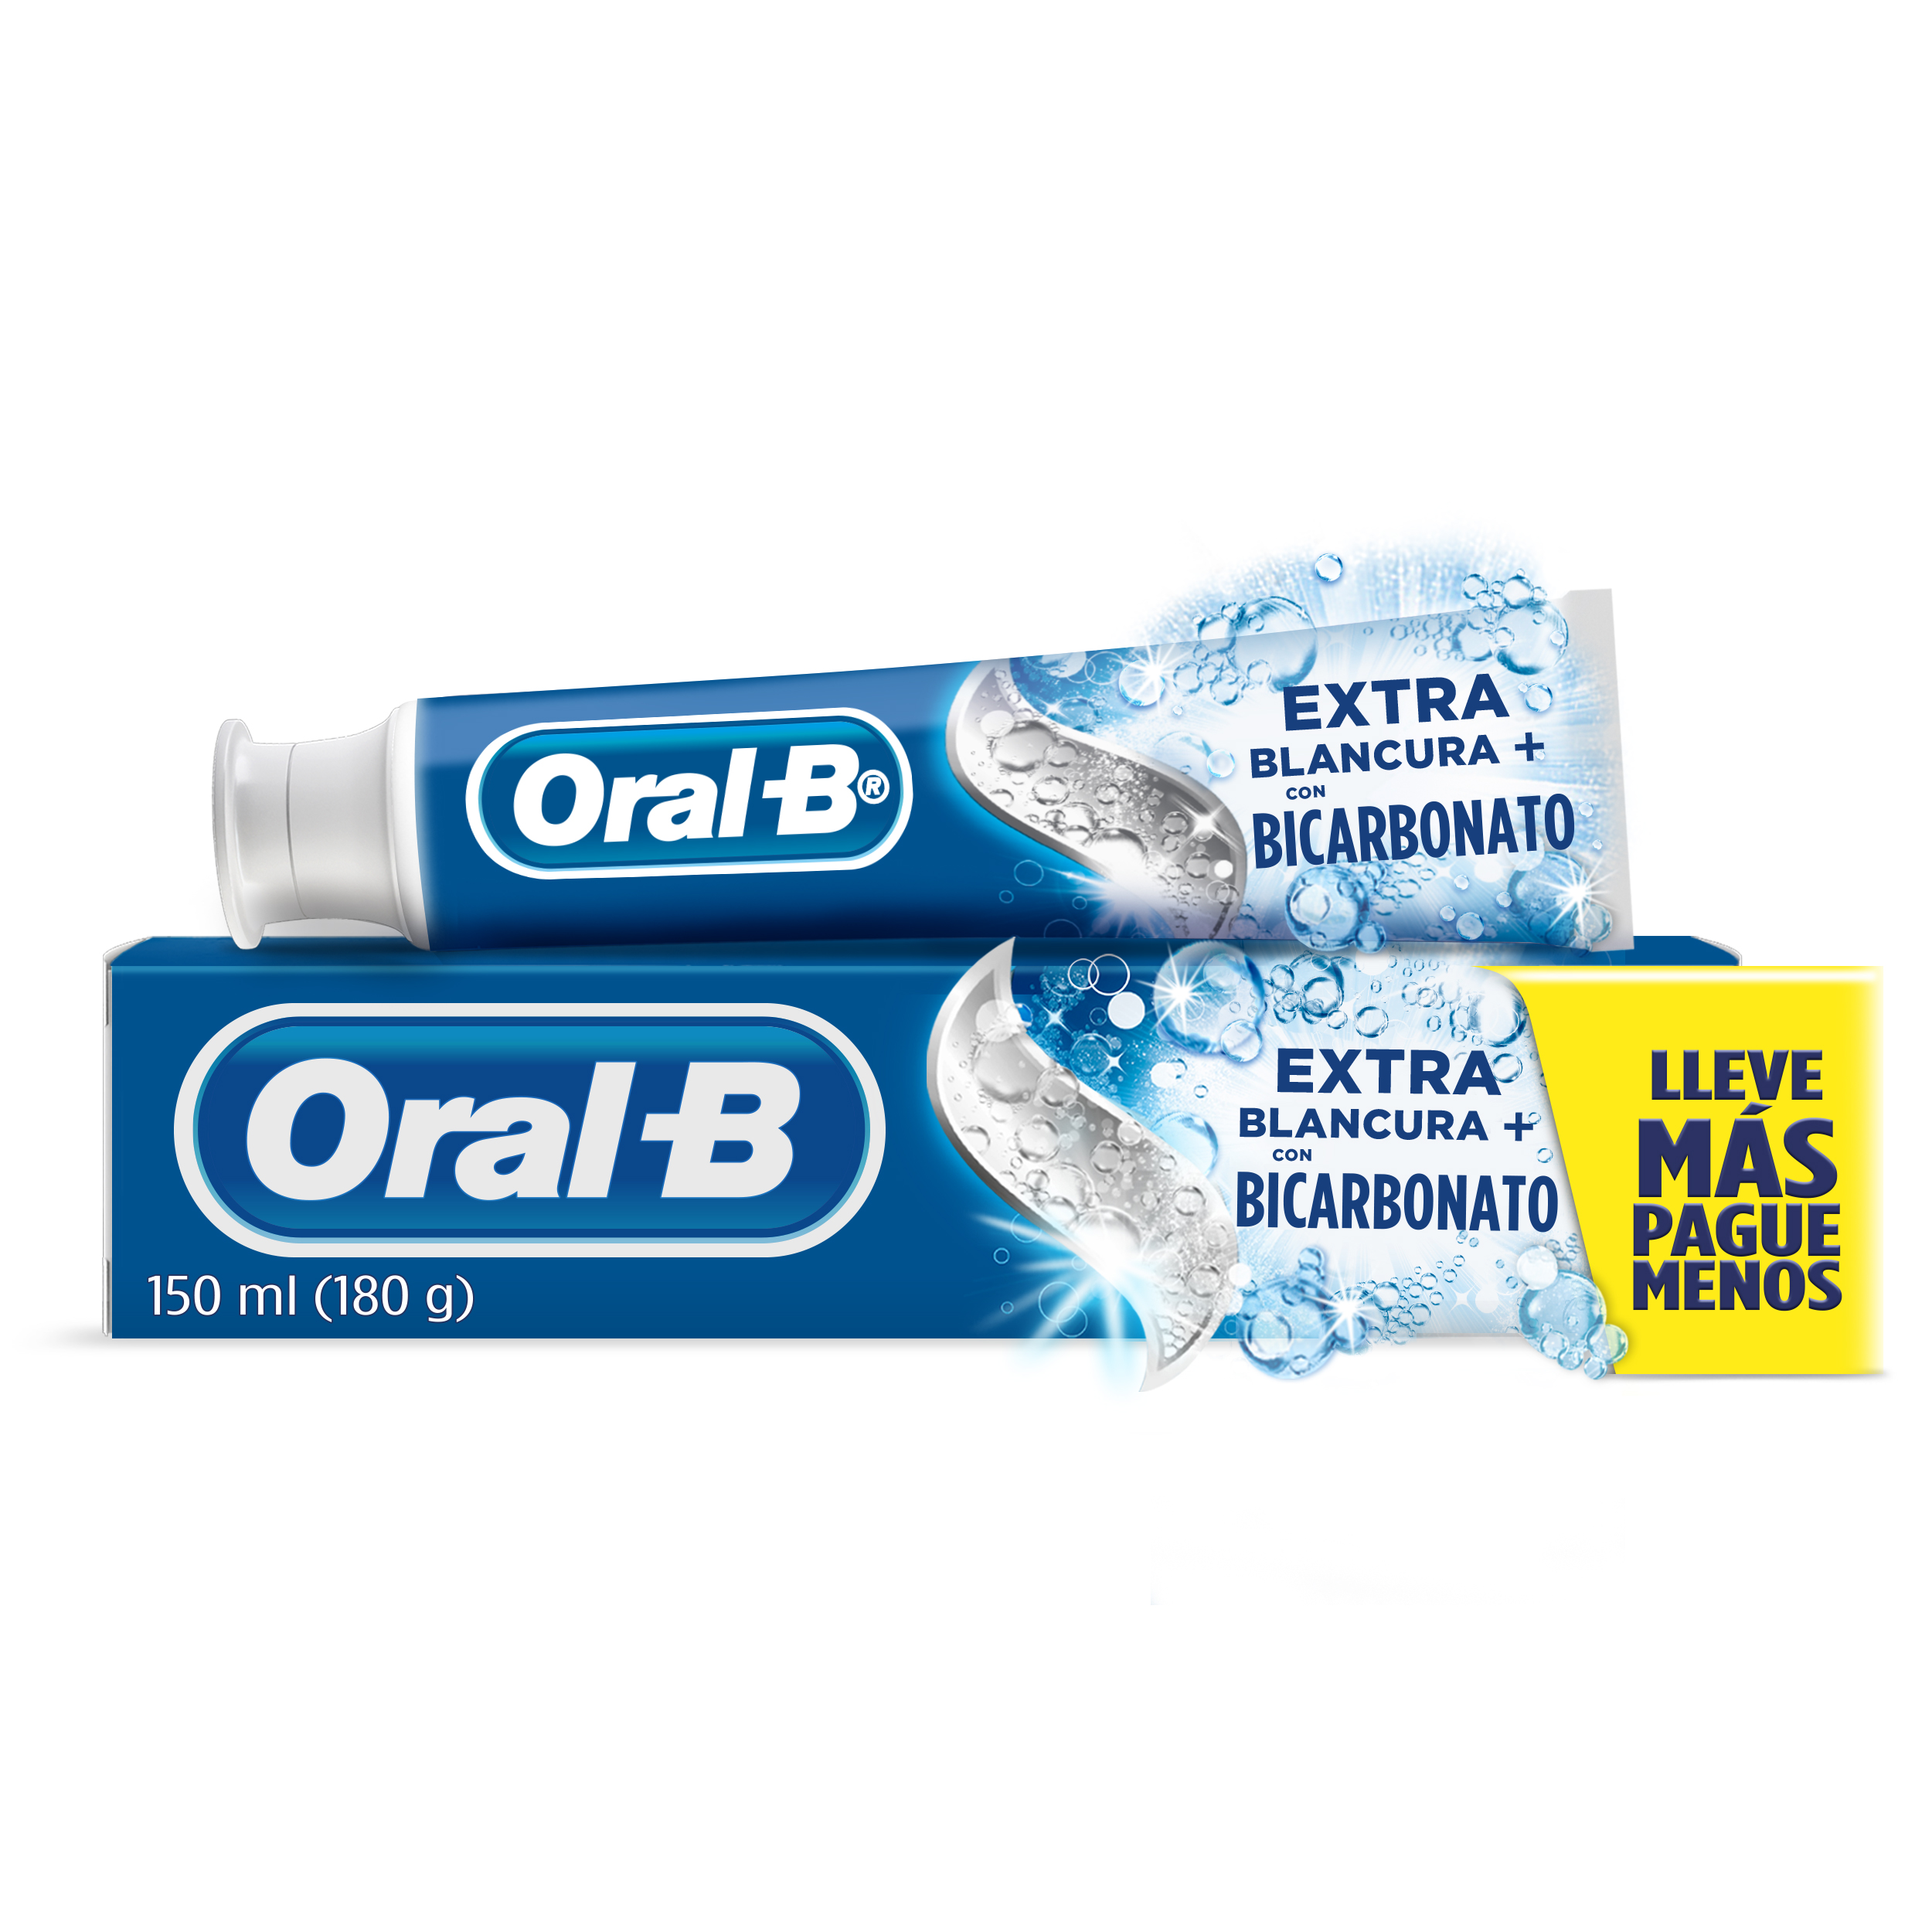 Oral-B®
EXTRA
BLANCURA +
CON
BICARBONATO
Oral-B
150 ml (180 g)
EXTRA
BLANCURA +
CON
BICARBONATO
LLEVE
MÁS
PAGUE
MENOS